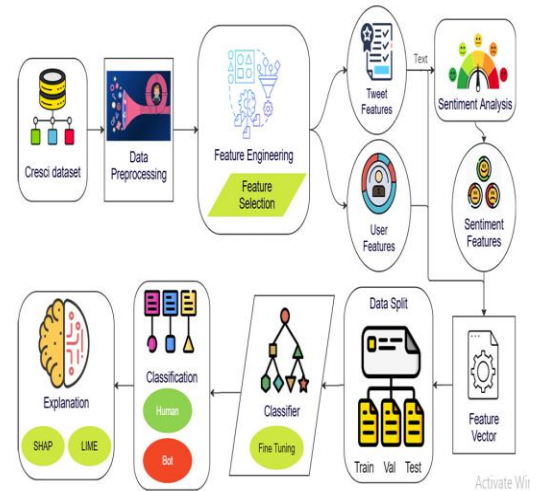 Cresci dataset
Data
Preprocessing
Feature Engineering
Feature
Selection
Tweet
Features
Text
Sentiment Analysis
User
Features
Sentiment
Features
Explanation
SHAP
LIME
Classification
Human
Bot
Classifier
Fine Tuning
Data Split
Train Val Test
Feature
Vector
Activate Wi